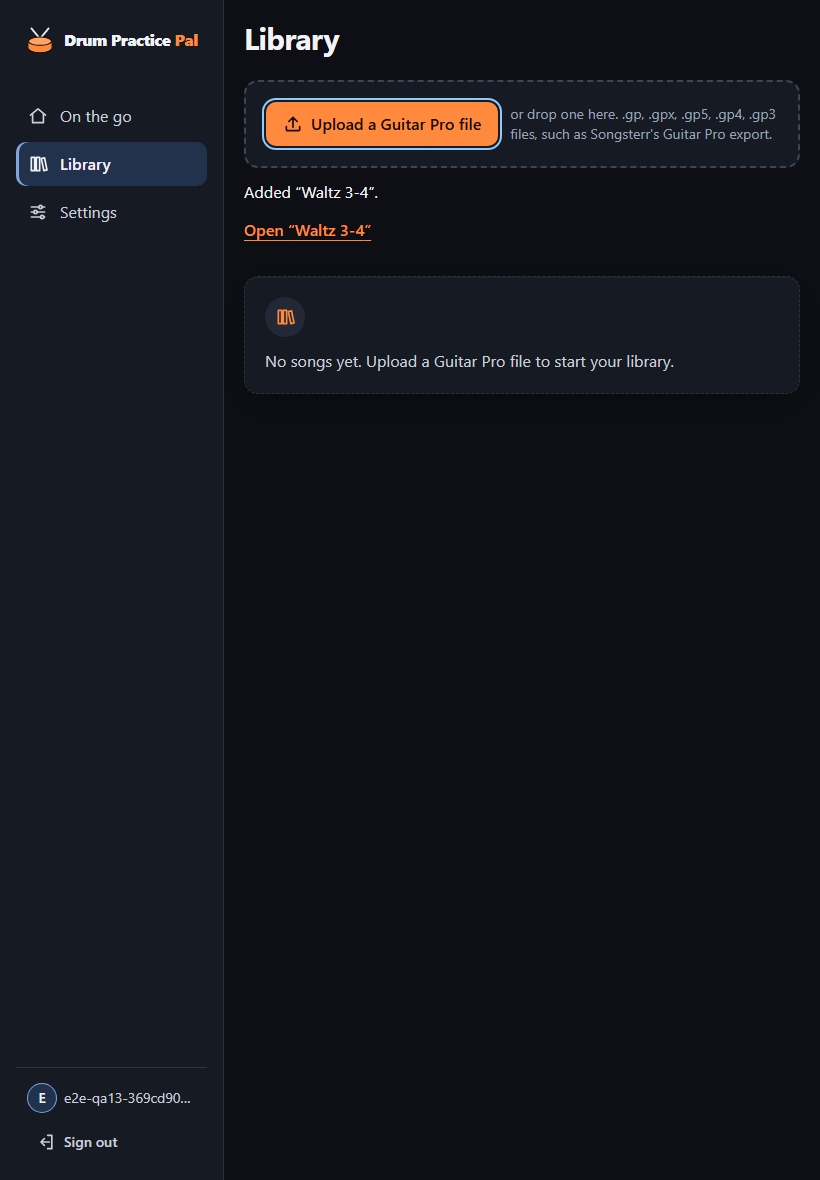 Drum Practice Pal
On the go
Library
Settings
e2e-qa13-369cd90...
Sign out
Library
Upload a Guitar Pro file
or drop one here. .gp, .gpx, .gp5, .gp4, .gp3
files, such as Songsterr's Guitar Pro export.
Added “Waltz 3-4”.
Open “Waltz 3-4”
No songs yet. Upload a Guitar Pro file to start your library.
E